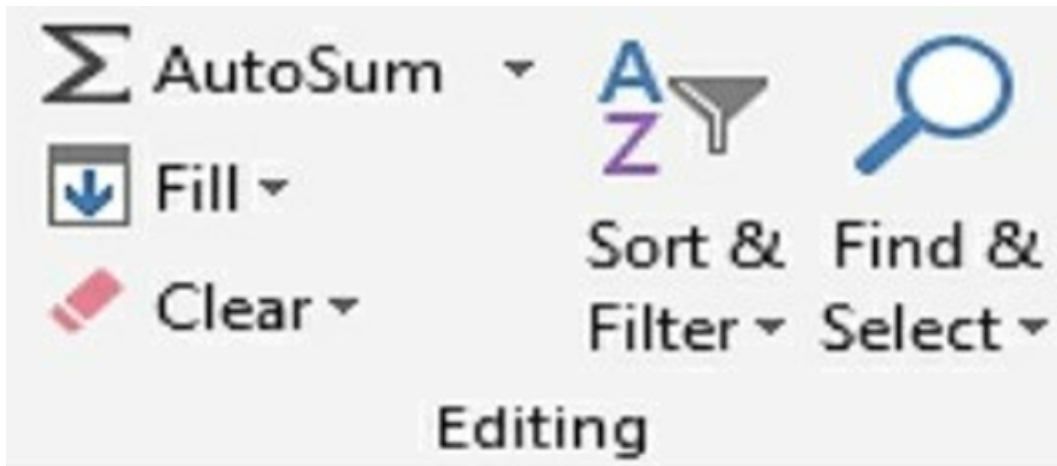 AutoSum
Fill
Clear
Sort &
Filter
Find &
Select
Editing